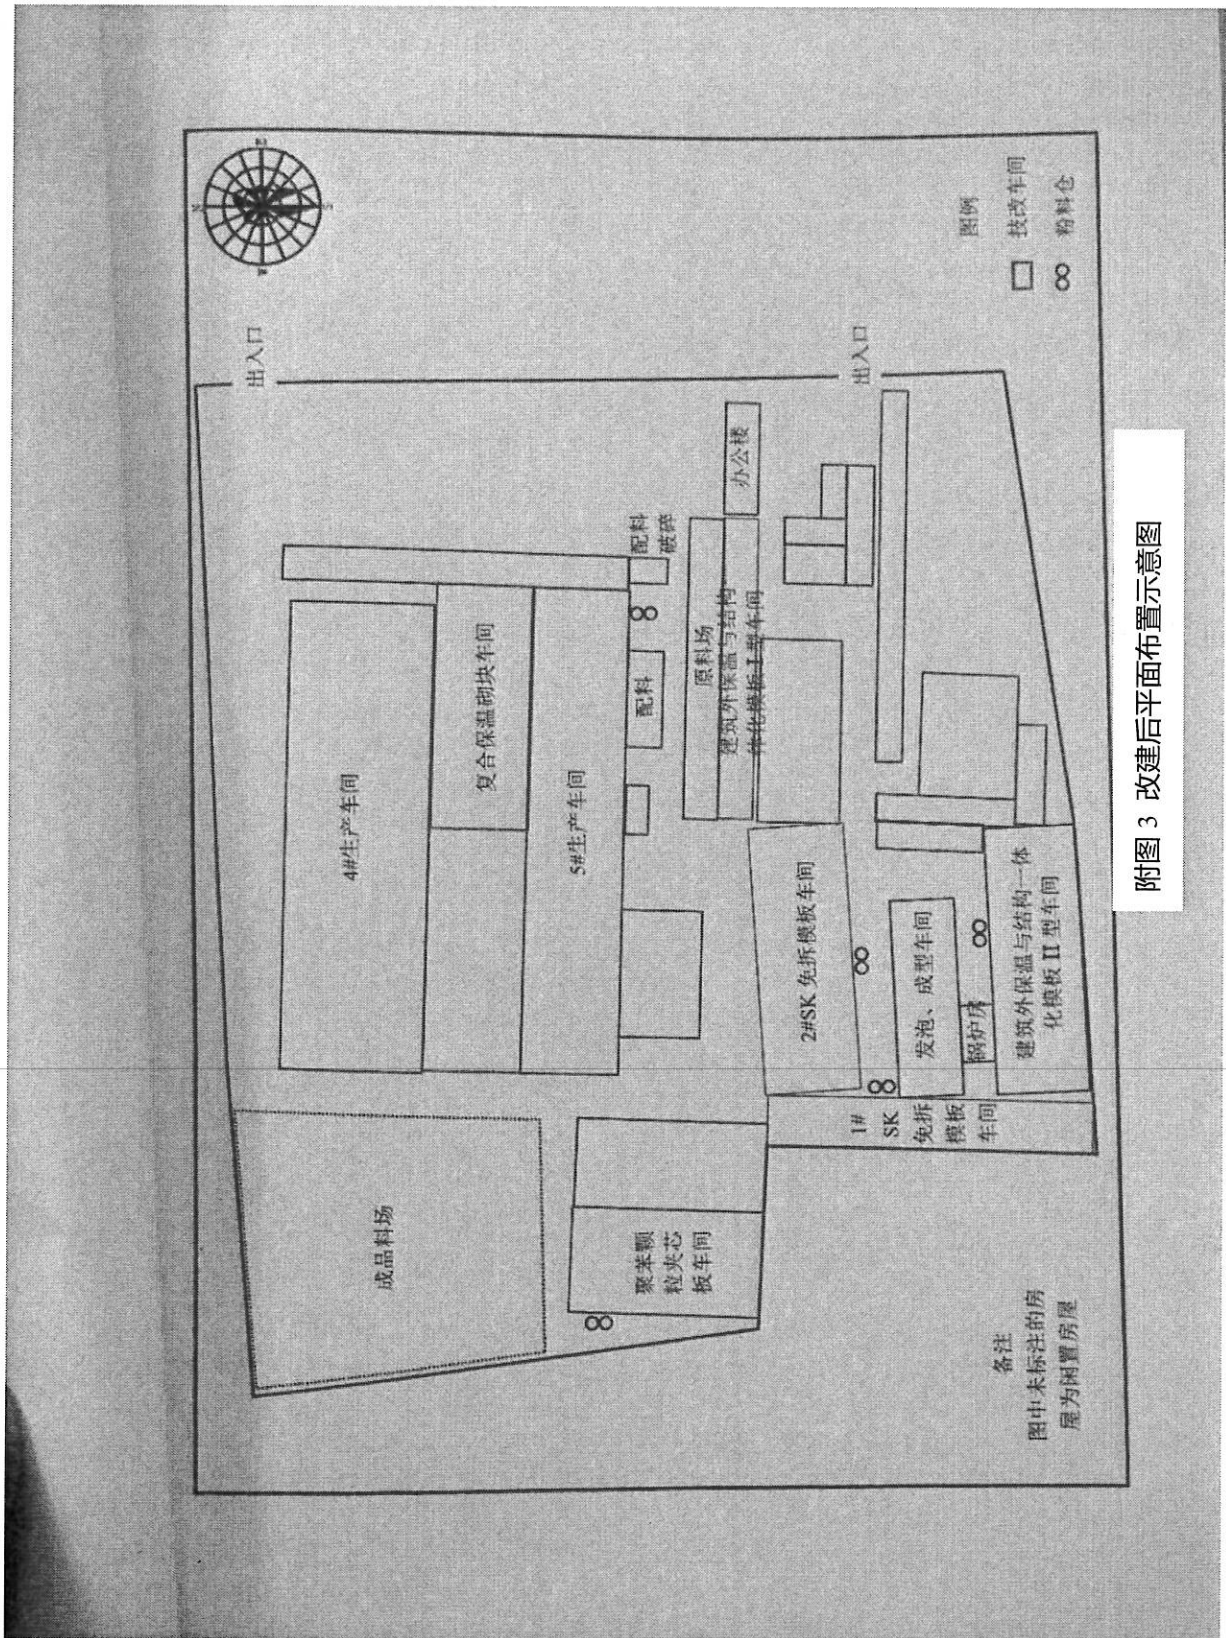 N
W
E
S
出入口
4#生产车间
成品料场
复合保温砌块车间
5#生产车间
配料
破碎
配料
聚苯颗
粒夹芯
板车间
原料场
建筑外保温与结构一
体化模板 I 型车间
办公楼
2#SK 免拆模板车间
出入口
1#
SK
免拆
模板
车间
发泡、成型车间
锅炉房
建筑外保温与结构一体
化模板 II 型车间
图例
技改车间
粉料仓
备注
图中未标注的房
屋为闲置房屋
附图 3 改建后平面布置示意图